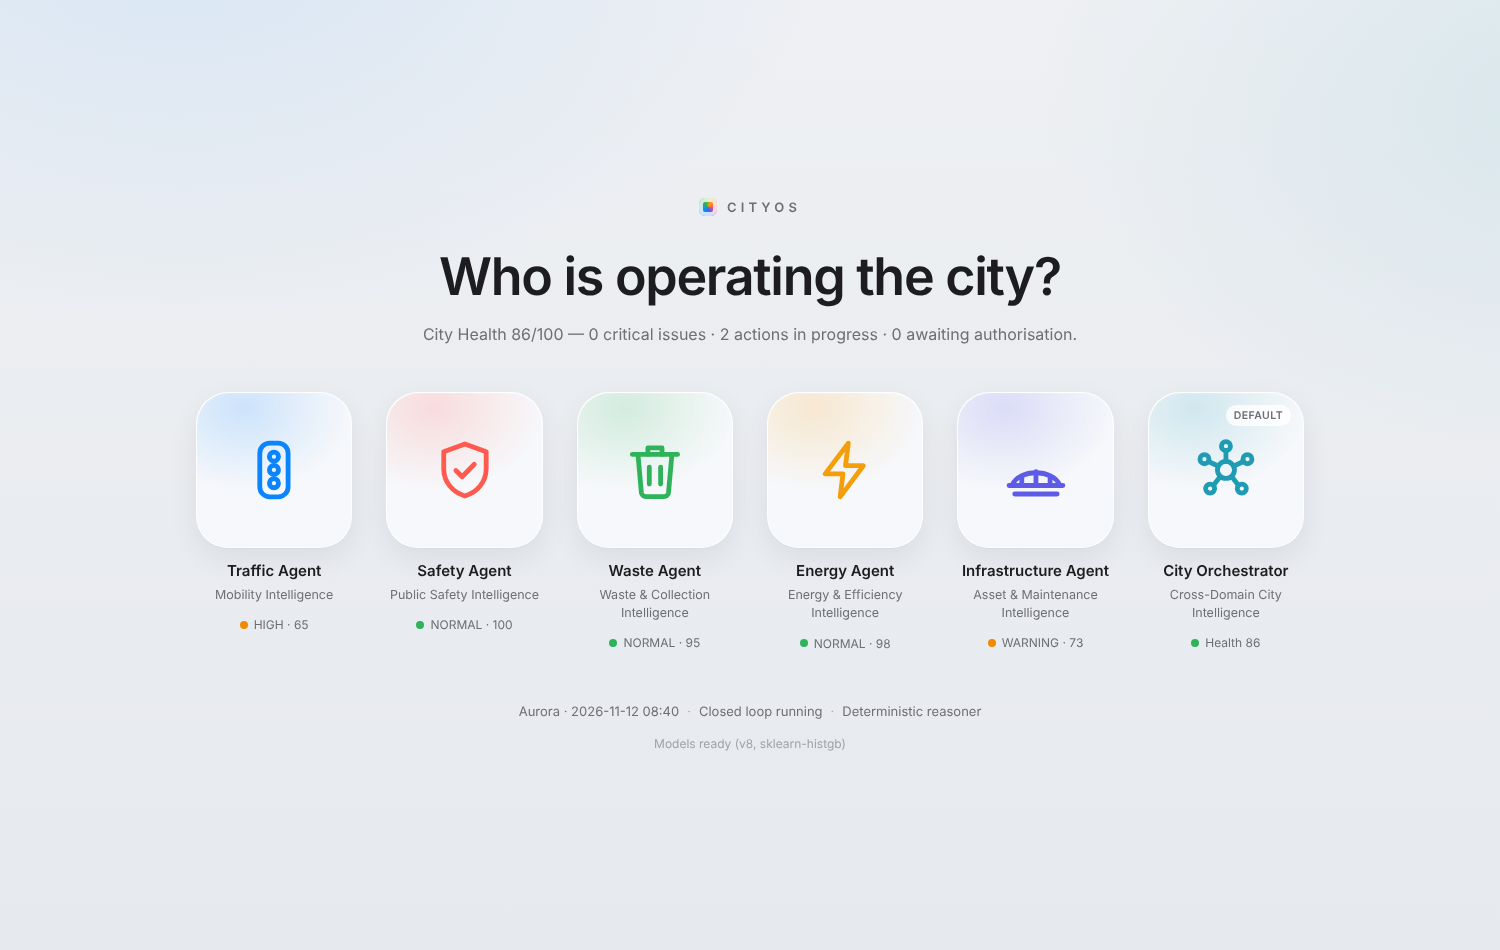 CITYOS
Who is operating the city?
City Health 86/100 — 0 critical issues · 2 actions in progress · 0 awaiting authorisation.
DEFAULT
Traffic Agent
Mobility Intelligence
HIGH · 65
Safety Agent
Public Safety Intelligence
NORMAL · 100
Waste Agent
Waste & Collection
Intelligence
NORMAL · 95
Energy Agent
Energy & Efficiency
Intelligence
NORMAL · 98
Infrastructure Agent
Asset & Maintenance
Intelligence
WARNING · 73
City Orchestrator
Cross-Domain City
Intelligence
Health 86
Aurora · 2026-11-12 08:40 · Closed loop running · Deterministic reasoner
Models ready (v8, sklearn-histgb)